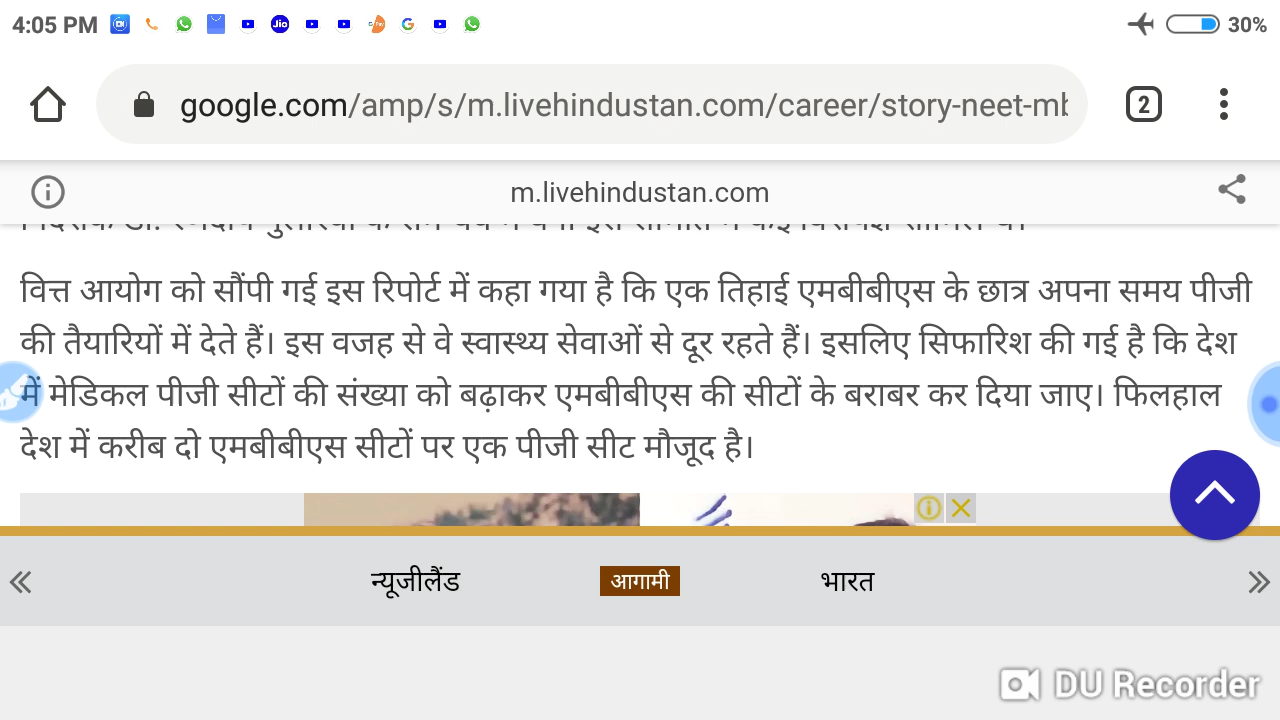 4:05 PM Jio 30%
google.com/amp/s/m.livehindustan.com/career/story-neet-mb
2
m.livehindustan.com
वित्त आयोग को सौंपी गई इस रिपोर्ट में कहा गया है कि एक तिहाई एमबीबीएस के छात्र अपना समय पीजी
की तैयारियों में देते हैं। इस वजह से वे स्वास्थ्य सेवाओं से दूर रहते हैं। इसलिए सिफारिश की गई है कि देश
में मेडिकल पीजी सीटों की संख्या को बढ़ाकर एमबीबीएस की सीटों के बराबर कर दिया जाए। फिलहाल
देश में करीब दो एमबीबीएस सीटों पर एक पीजी सीट मौजूद है।
न्यूजीलैंड आगामी भारत
DU Recorder